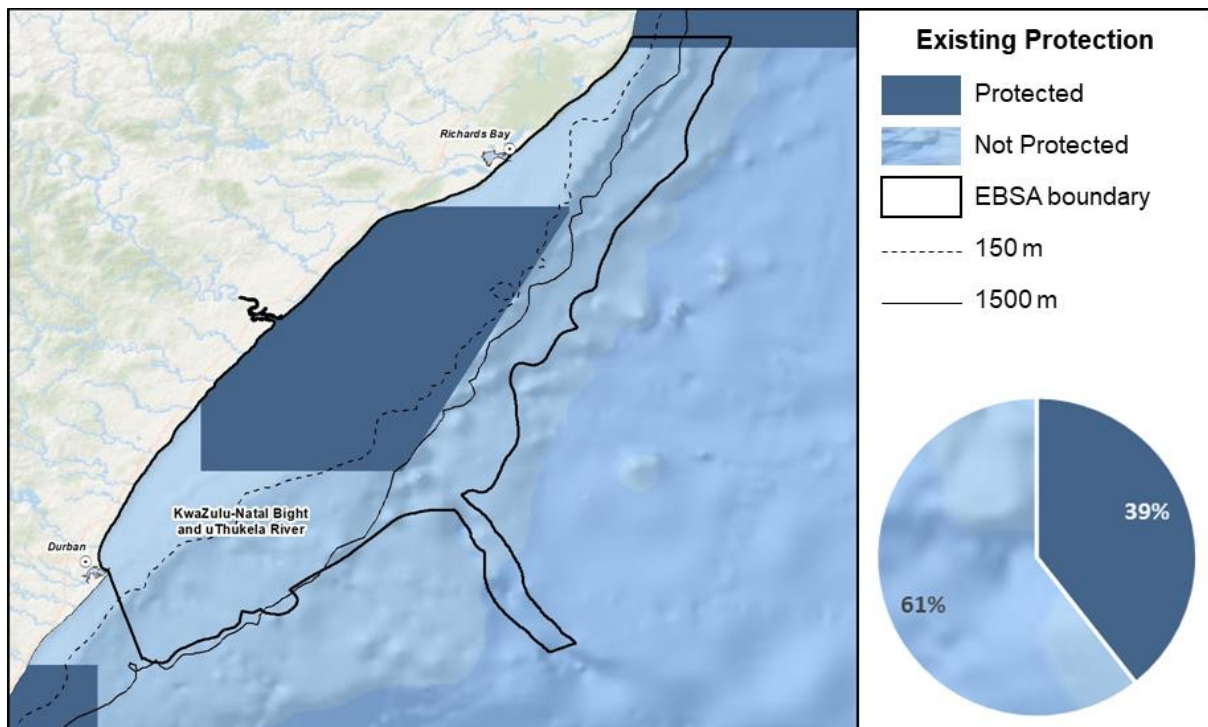 Richards Bay
KwaZulu-Natal Bight
and uThukela River
Durban
Existing Protection
Protected
Not Protected
EBSA boundary
150 m
1500 m
39%
61%